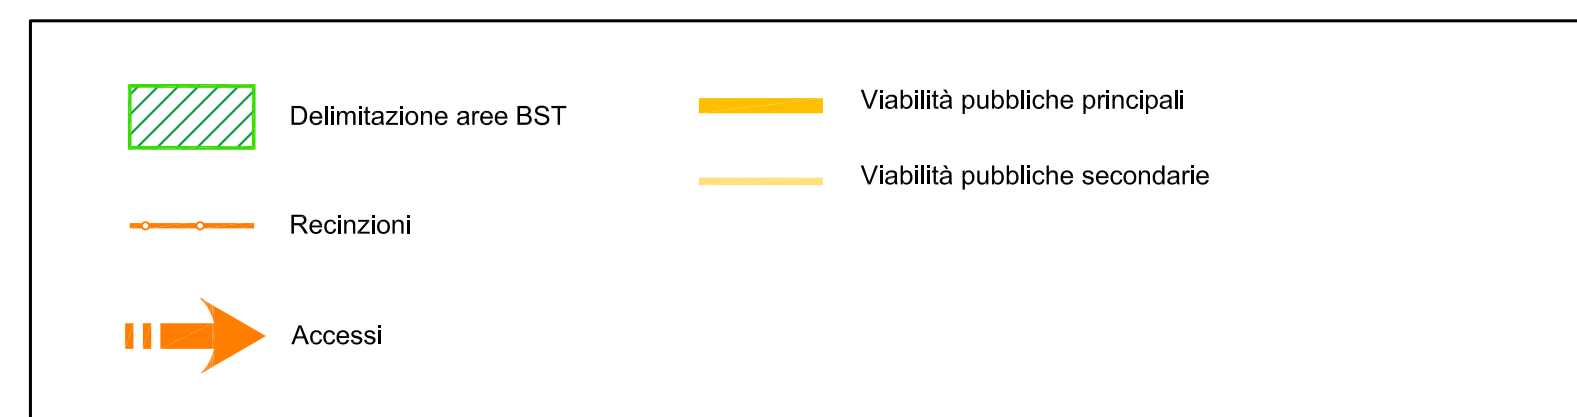 Delimitazione aree BST
Recinzioni
Accessi
Viabilità pubbliche principali
Viabilità pubbliche secondarie